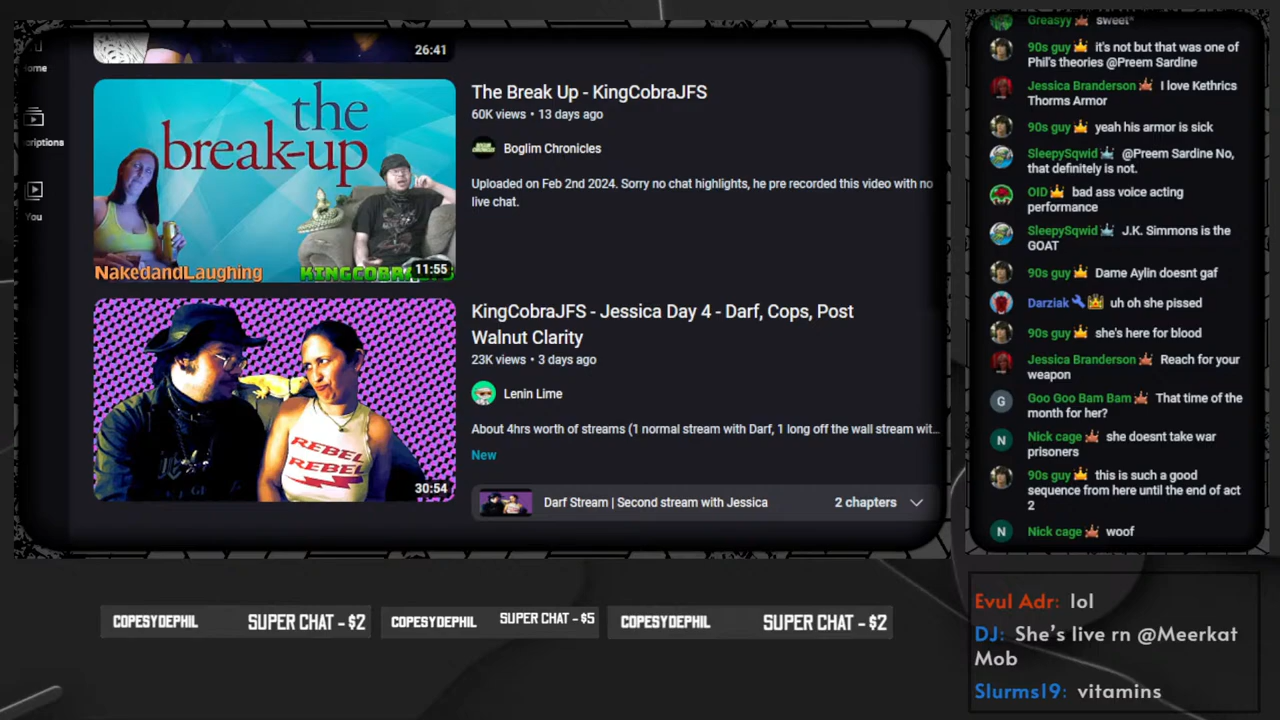 Home
criptions
You
26:41
the
break-up
NakedandLaughing
KINGCOBRA
11:55
The Break Up - KingCobraJFS
60K views • 13 days ago
Boglim Chronicles
Uploaded on Feb 2nd 2024. Sorry no chat highlights, he pre recorded this video with no
live chat.
REBEL
REBEL
30:54
KingCobraJFS - Jessica Day 4 - Darf, Cops, Post
Walnut Clarity
23K views • 3 days ago
Lenin Lime
About 4hrs worth of streams (1 normal stream with Darf, 1 long off the wall stream wit...
New
Darf Stream | Second stream with Jessica
2 chapters
COPESYDEPHIL SUPER CHAT - $2
COPESYDEPHIL SUPER CHAT - $5
COPESYDEPHIL SUPER CHAT - $2
Greasyy sweet*
90s guy it's not but that was one of
Phil's theories @Preem Sardine
Jessica Branderson I love Kethrics
Thorms Armor
90s guy yeah his armor is sick
SleepySqwid @Preem Sardine No,
that definitely is not.
OID bad ass voice acting
performance
SleepySqwid J.K. Simmons is the
GOAT
90s guy Dame Aylin doesnt gaf
Darziak uh oh she pissed
90s guy she's here for blood
Jessica Branderson Reach for your
weapon
G
Goo Goo Bam Bam That time of the
month for her?
N
Nick cage she doesnt take war
prisoners
90s guy this is such a good
sequence from here until the end of act
2
N
Nick cage woof
Evul Adr: lol
DJ: She's live rn @Meerkat
Mob
Slurms19: vitamins